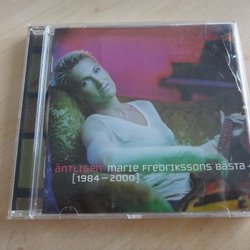 äntligen marie fredrikssons bästa
[1984–2000]